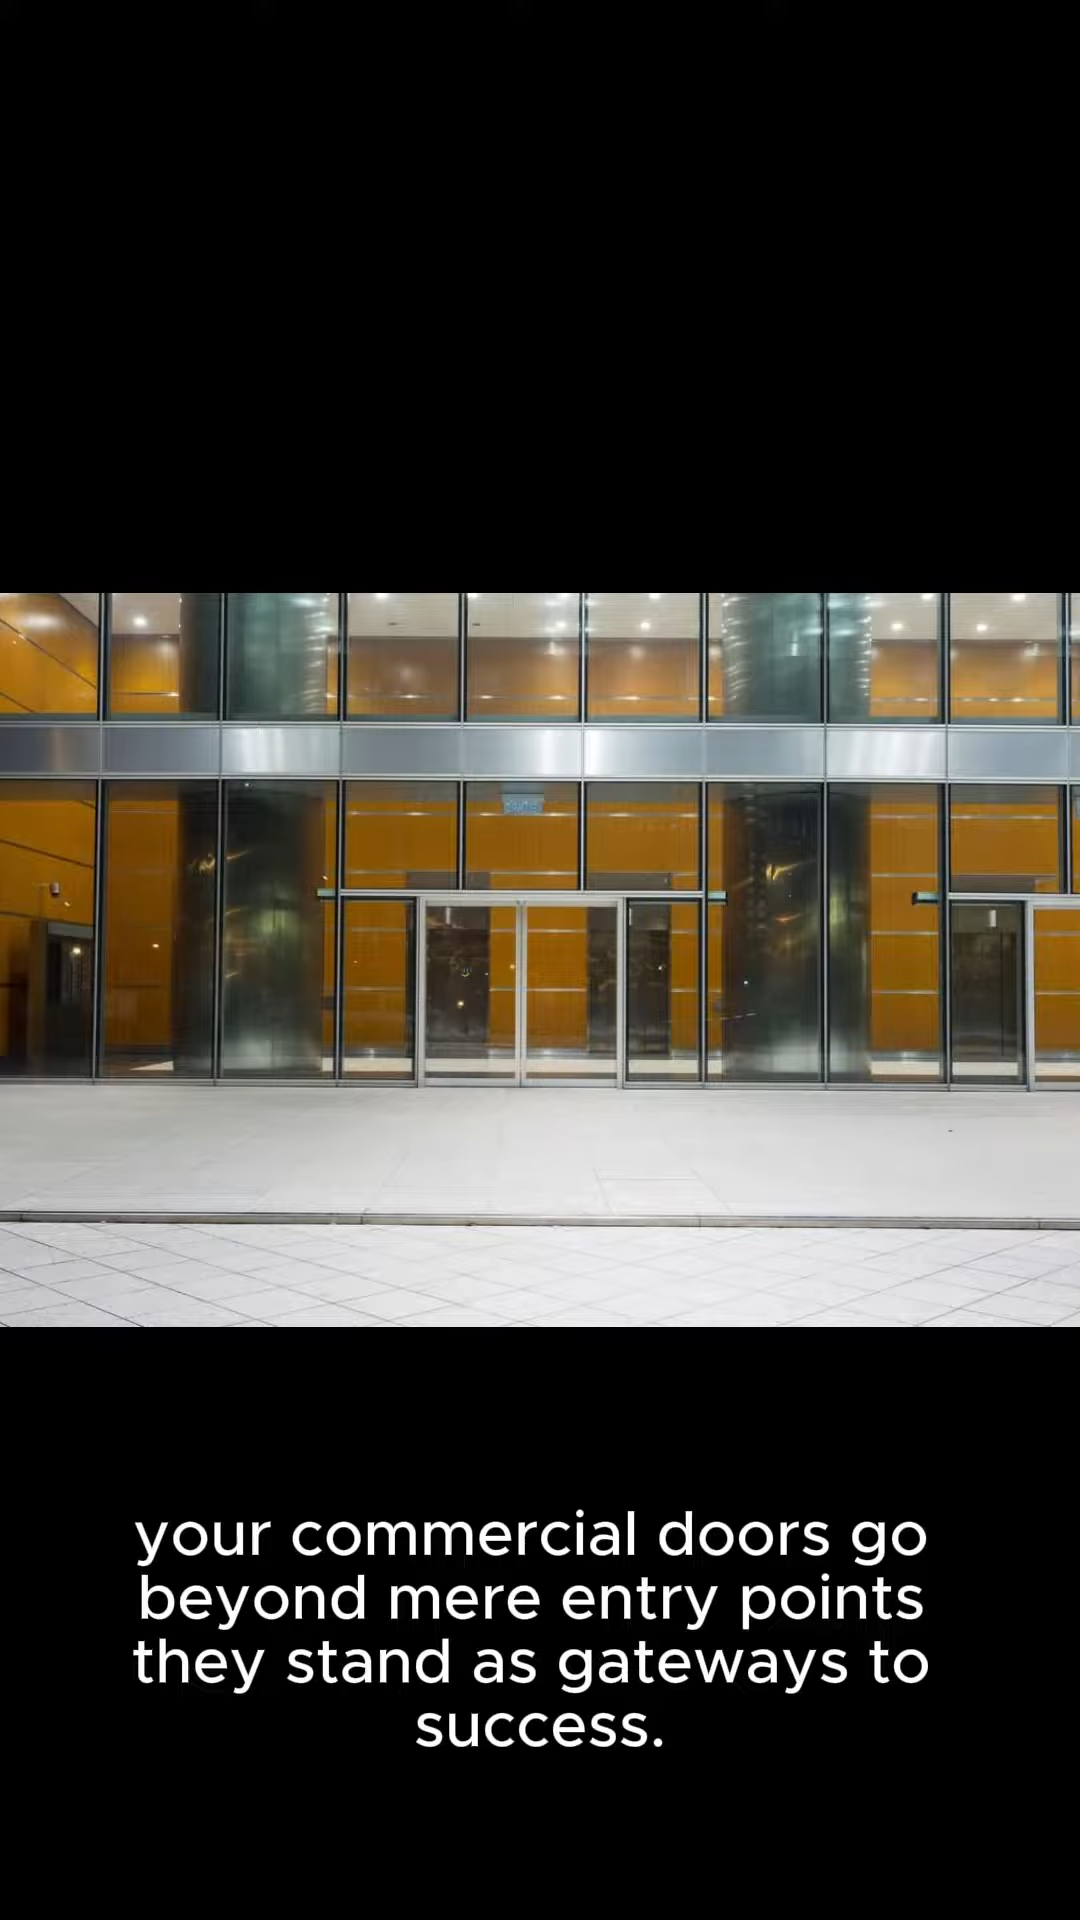 your commercial doors go
beyond mere entry points
they stand as gateways to
success.